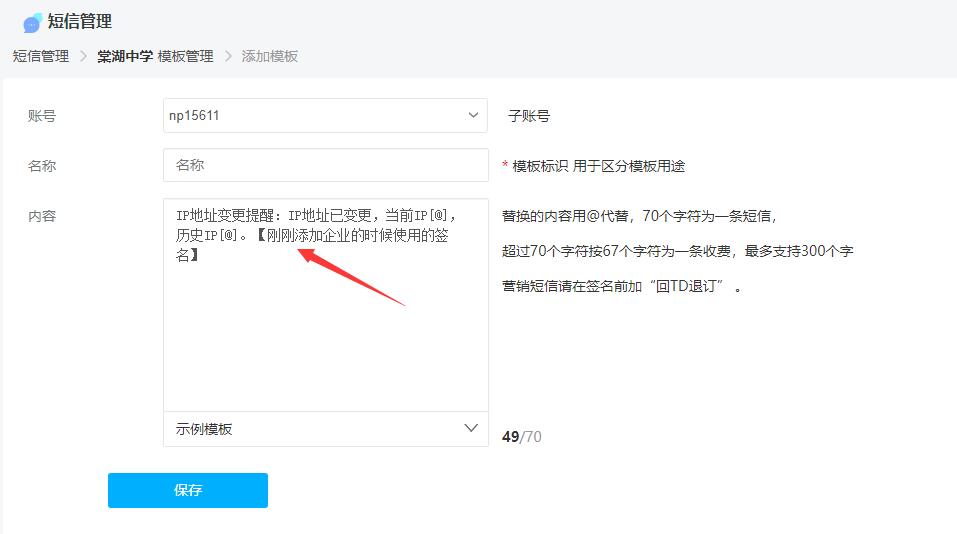 短信管理
短信管理 > 棠湖中学 模板管理 > 添加模板
账号
np15611
子账号
名称
名称
* 模板标识 用于区分模板用途
内容
IP地址变更提醒：IP地址已变更，当前IP[@]，
历史IP[@]。【刚刚添加企业的时候使用的签
名】
替换的内容用@代替，70个字符为一条短信，
超过70个字符按67个字符为一条收费，最多支持300个字
营销短信请在签名前加“回TD退订” 。
示例模板
49/70
保存